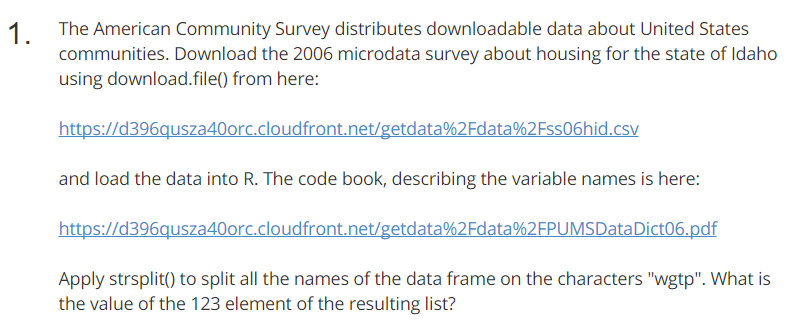 1. The American Community Survey distributes downloadable data about United States
communities. Download the 2006 microdata survey about housing for the state of Idaho
using download.file() from here:
https://d396qusza40orc.cloudfront.net/getdata%2Fdata%2Fss06hid.csv
and load the data into R. The code book, describing the variable names is here:
https://d396qusza40orc.cloudfront.net/getdata%2Fdata%2FPUMSDataDict06.pdf
Apply strsplit() to split all the names of the data frame on the characters "wgtp". What is
the value of the 123 element of the resulting list?